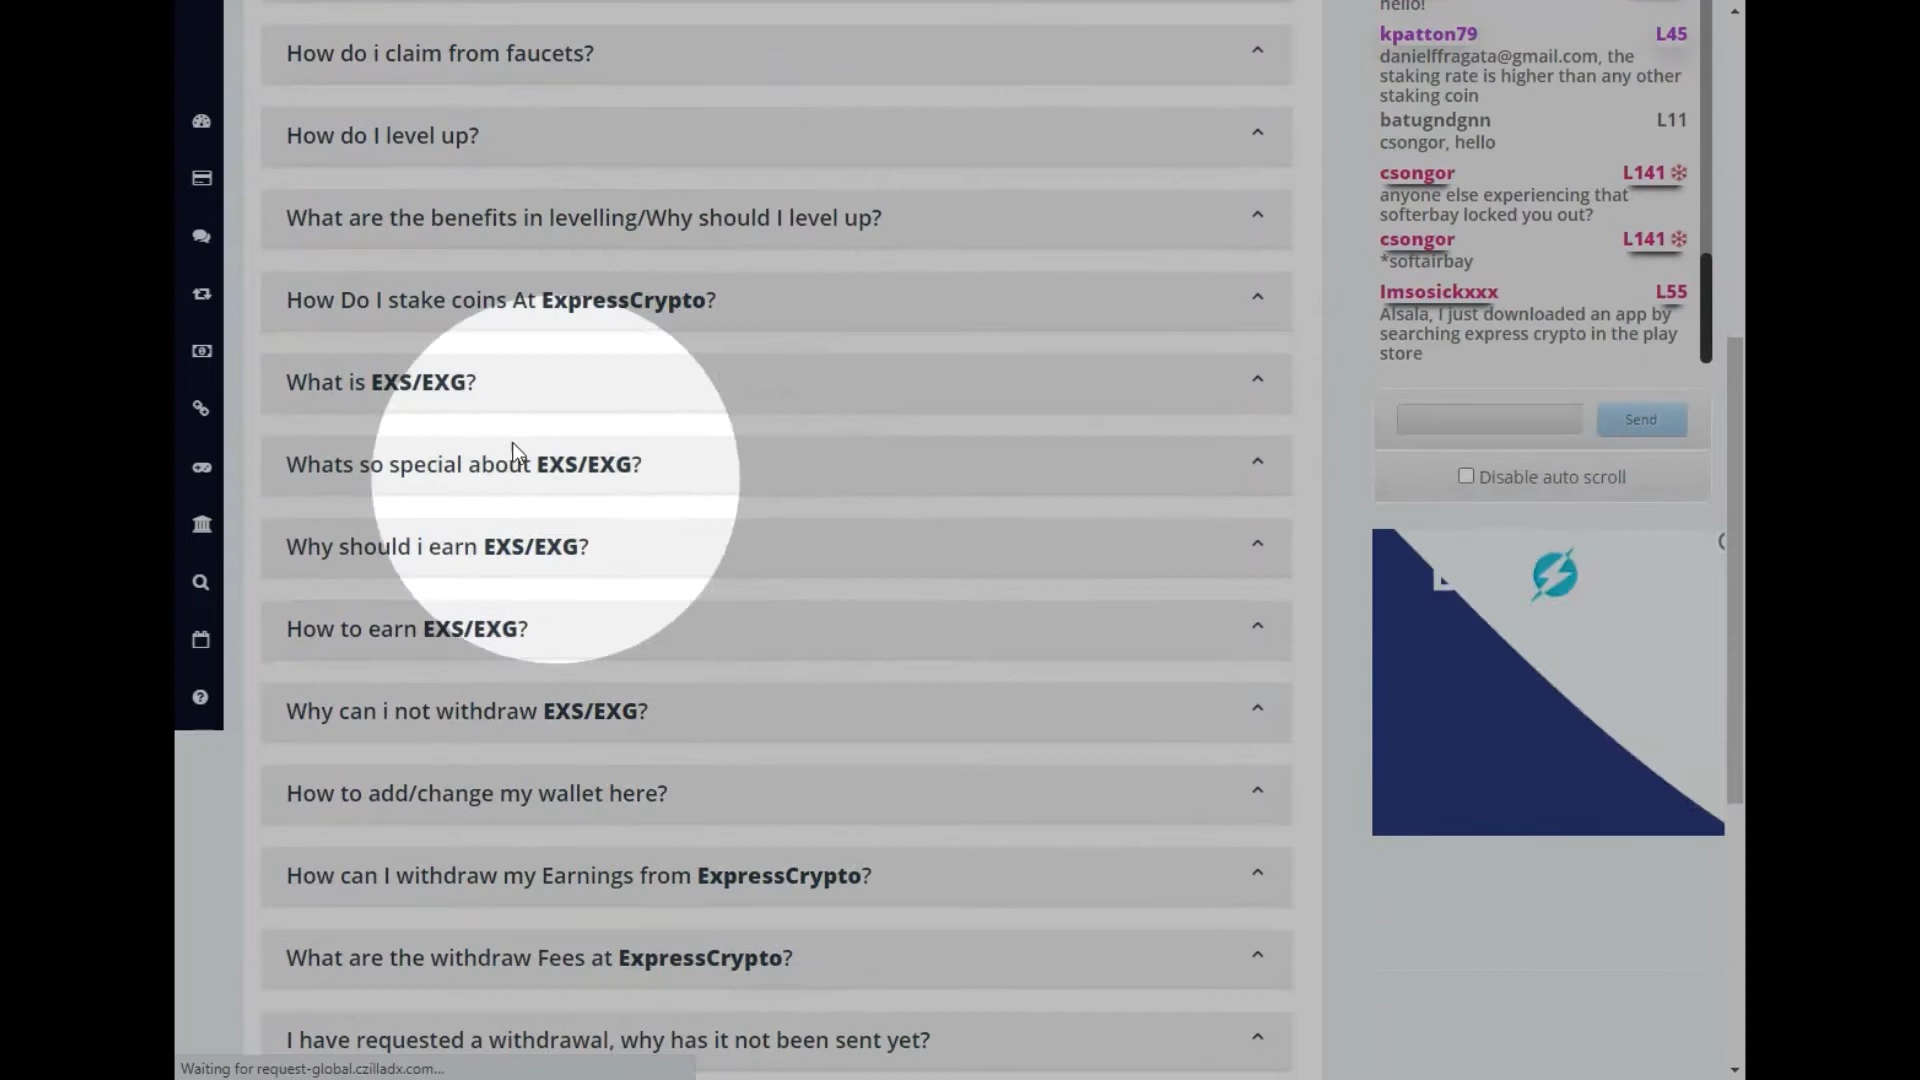 How do i claim from faucets?
How do I level up?
What are the benefits in levelling/Why should I level up?
How Do I stake coins At ExpressCrypto?
What is EXS/EXG?
Whats so special about EXS/EXG?
Why should i earn EXS/EXG?
How to earn EXS/EXG?
Why can i not withdraw EXS/EXG?
How to add/change my wallet here?
How can I withdraw my Earnings from ExpressCrypto?
What are the withdraw Fees at ExpressCrypto?
I have requested a withdrawal, why has it not been sent yet?
Waiting for request-global.czilladx.com...
hello!
kpatton79 L45
danielffragata@gmail.com, the
staking rate is higher than any other
staking coin
batugndgnn L11
csongor, hello
csongor L141
anyone else experiencing that
softerbay locked you out?
csongor L141
*softairbay
Imsosickxxx L55
Alsala, I just downloaded an app by
searching express crypto in the play
store
Send
Disable auto scroll